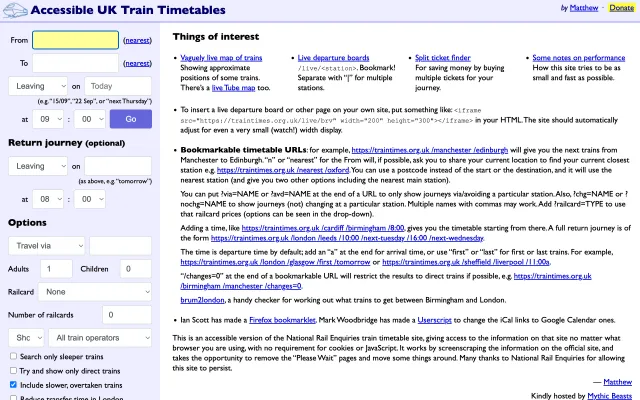 Accessible UK Train Timetables
by Matthew · Donate
From (nearest)
To (nearest)
Leaving on Today
(e.g. "15/09", "22 Sep", or "next Thursday")
at 09 : 00 Go
Return journey (optional)
Leaving on
(as above, e.g. "tomorrow")
at 08 : 00
Options
Travel via
Adults 1 Children 0
Railcard None
Number of railcards 0
Shc All train operators
Search only sleeper trains
Try and show only direct trains
Include slower, overtaken trains
Reduce transfer time in London
Things of interest
• Vaguely live map of trains
Showing approximate
positions of some trains.
There's a live Tube map too.
• Live departure boards
/live/<station>. Bookmark!
Separate with "|" for multiple
stations.
• Split ticket finder
For saving money by buying
multiple tickets for your
journey.
• Some notes on performance
How this site tries to be as
small and fast as possible.
• To insert a live departure board or other page on your own site, put something like: <iframe
src="https://traintimes.org.uk/live/brv" width="200" height="300"></iframe> in your HTML. The site should automatically
adjust for even a very small (watch!) width display.
• Bookmarkable timetable URLs: for example, https://traintimes.org.uk/manchester/edinburgh will give you the next trains from
Manchester to Edinburgh. "n" or "nearest" for the From will, if possible, ask you to share your current location to find your current closest
station e.g. https://traintimes.org.uk/nearest/oxford. You can use a postcode instead of the start or the destination, and it will use the
nearest station (and give you two other options including the nearest main station).
You can put ?via=NAME or ?avd=NAME at the end of a URL to only show journeys via/avoiding a particular station. Also, ?chg=NAME or ?
nochg=NAME to show journeys (not) changing at a particular station. Multiple names with commas may work. Add ?railcard=TYPE to use
that railcard prices (options can be seen in the drop-down).
Adding a time, like https://traintimes.org.uk/cardiff/birmingham/8:00, gives you the timetable starting from there. A full return journey is of
the form https://traintimes.org.uk/london/leeds/10:00/next-tuesday/16:00/next-wednesday.
The time is departure time by default; add an "a" at the end for arrival time, or use "first" or "last" for first or last trains. For example,
https://traintimes.org.uk/london/glasgow/first/tomorrow or https://traintimes.org.uk/sheffield/liverpool/11:00a.
"/changes=0" at the end of a bookmarkable URL will restrict the results to direct trains if possible, e.g. https://traintimes.org.uk
/birmingham/manchester/changes=0.
brum2london, a handy checker for working out what trains to get between Birmingham and London.
• Ian Scott has made a Firefox bookmarklet, Mark Woodbridge has made a Userscript to change the iCal links to Google Calendar ones.
This is an accessible version of the National Rail Enquiries train timetable site, giving access to the information on that site no matter what
browser you are using, with no requirement for cookies or JavaScript. It works by screenscraping the information on the official site, and
takes the opportunity to remove the "Please Wait" pages and move some things around. Many thanks to National Rail Enquiries for allowing
this site to persist.
— Matthew
Kindly hosted by Mythic Beasts